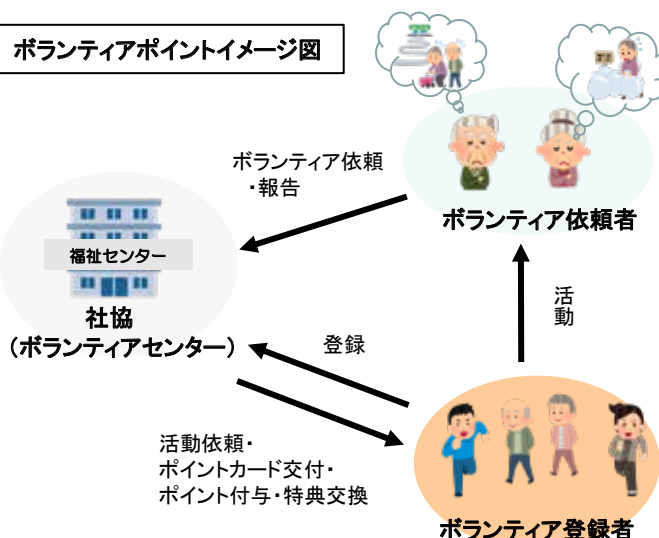 ボランティアポイントイメージ図
ボランティア依頼
・報告
ボランティア依頼者
福祉センター
社協
（ボランティアセンター）
活動
登録
活動依頼・
ポイントカード交付・
ポイント付与・特典交換
ボランティア登録者